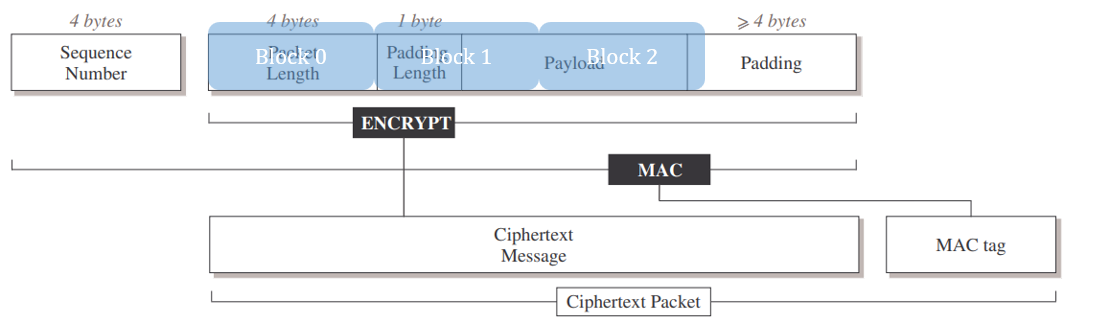 4 bytes
4 bytes
1 byte
⩾ 4 bytes
Sequence
Number
Packet
Length
Block 0
Padding
Length
Block 1
Payload
Block 2
Padding
ENCRYPT
MAC
Ciphertext
Message
MAC tag
Ciphertext Packet